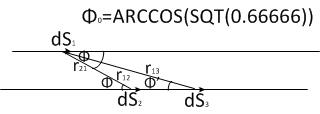 Φ₀=ARCCOS(SQT(0.66666))
dS₁
Φ
r₂₁ r₁₂ r₁₃
Φ Φ'
dS₂ dS₃